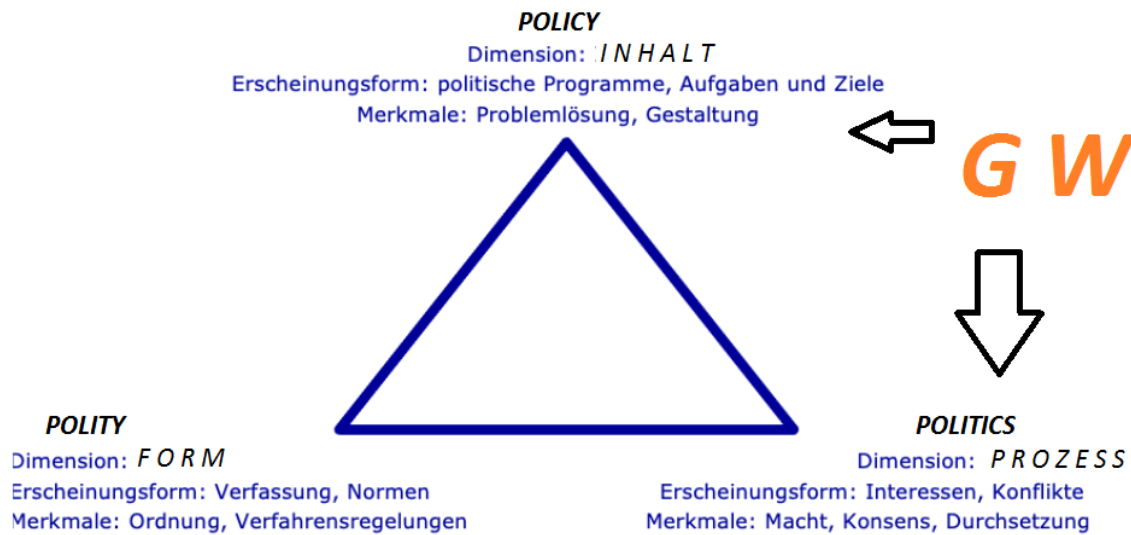 POLICY
Dimension: INHALT
Erscheinungsform: politische Programme, Aufgaben und Ziele
Merkmale: Problemlösung, Gestaltung
G W
POLITY
Dimension: FORM
Erscheinungsform: Verfassung, Normen
Merkmale: Ordnung, Verfahrensregelungen
POLITICS
Dimension: PROZESS
Erscheinungsform: Interessen, Konflikte
Merkmale: Macht, Konsens, Durchsetzung